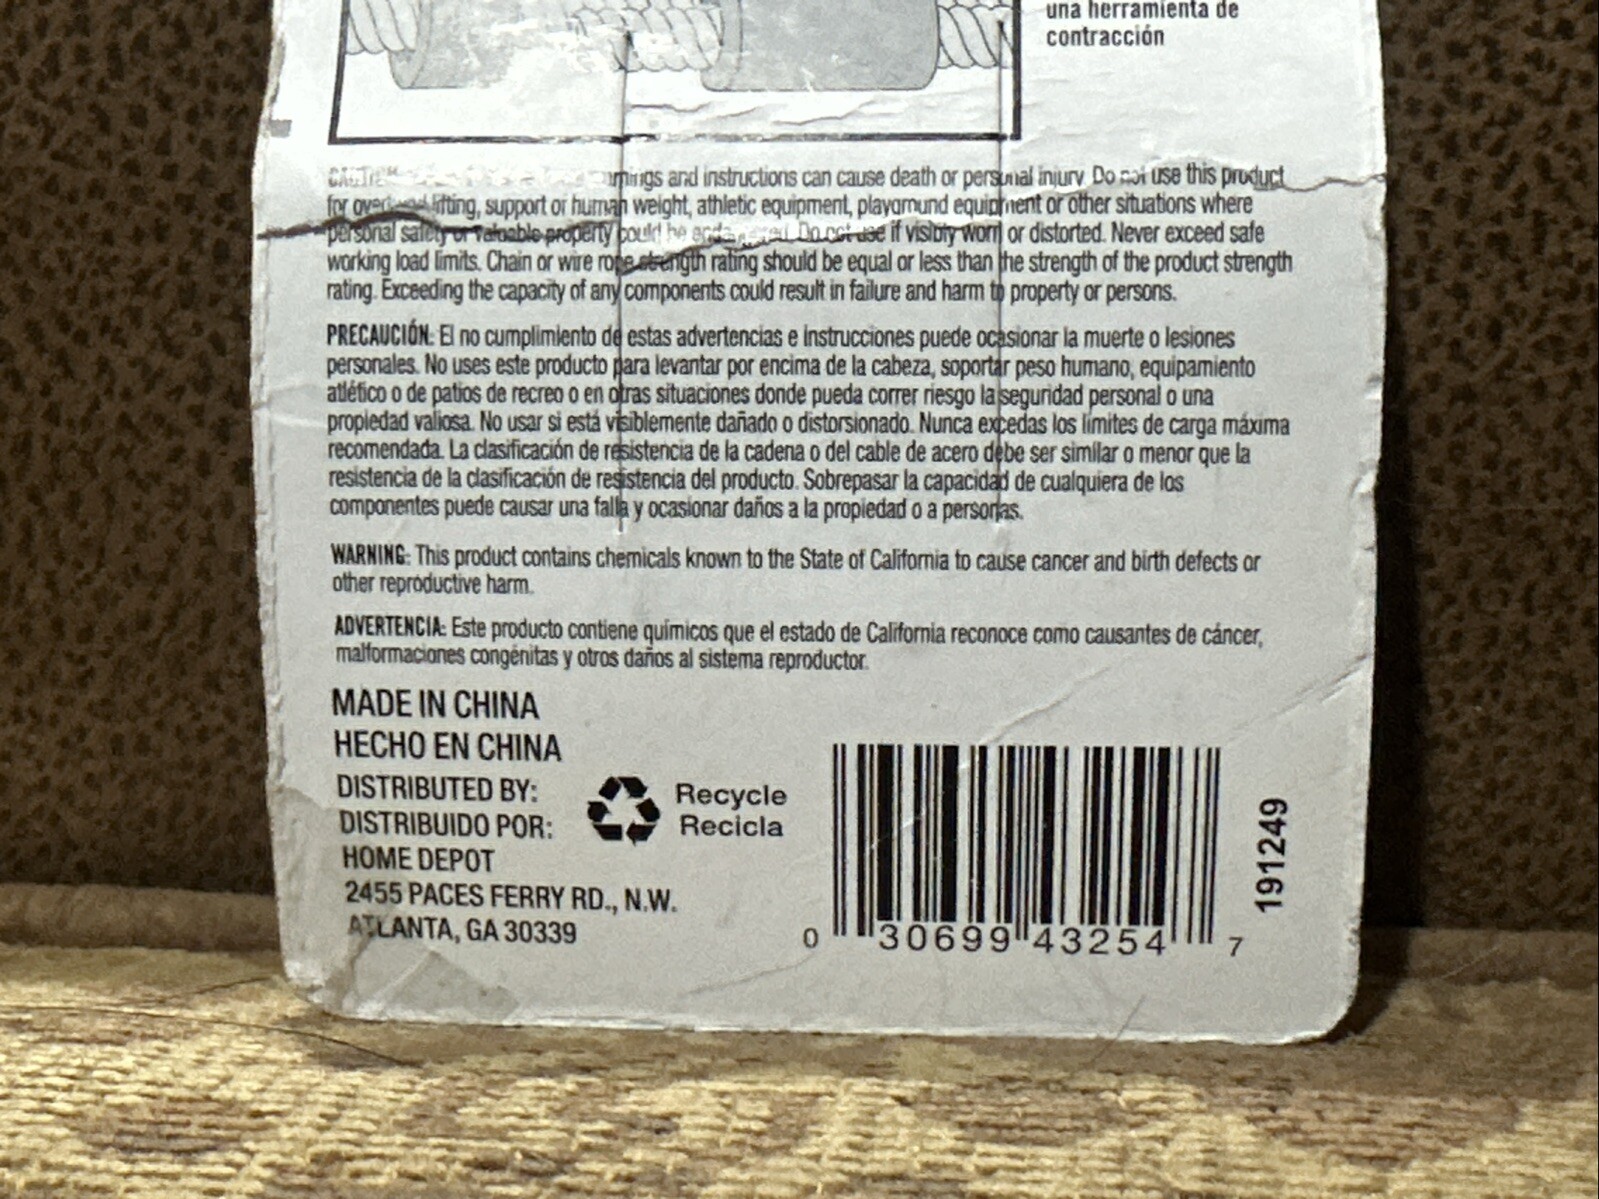 una herramienta de
contracción
and instructions can cause death or personal injury. Do not use this product
for lifting, support or human weight, athletic equipment, playground equipment or other situations where
personal safety or valuable property could be Do not use if visibly worn or distorted. Never exceed safe
working load limits. Chain or wire rope strength rating should be equal or less than the strength of the product strength
rating. Exceeding the capacity of any components could result in failure and harm to property or persons.
PRECAUCIÓN: El no cumplimiento de estas advertencias e instrucciones puede ocasionar la muerte o lesiones
personales. No uses este producto para levantar por encima de la cabeza, soportar peso humano, equipamiento
atlético o de patios de recreo o en otras situaciones donde pueda correr riesgo la seguridad personal o una
propiedad valiosa. No usar si está visiblemente dañado o distorsionado. Nunca excedas los límites de carga máxima
recomendada. La clasificación de resistencia de la cadena o del cable de acero debe ser similar o menor que la
resistencia de la clasificación de resistencia del producto. Sobrepasar la capacidad de cualquiera de los
componentes puede causar una falla y ocasionar daños a la propiedad o a personas.
WARNING: This product contains chemicals known to the State of California to cause cancer and birth defects or
other reproductive harm.
ADVERTENCIA: Este producto contiene químicos que el estado de California reconoce como causantes de cáncer,
malformaciones congénitas y otros daños al sistema reproductor.
MADE IN CHINA
HECHO EN CHINA
DISTRIBUTED BY:
DISTRIBUIDO POR:
HOME DEPOT
2455 PACES FERRY RD., N.W.
ATLANTA, GA 30339
Recycle
Recicla
0 30699 43254 7
191249